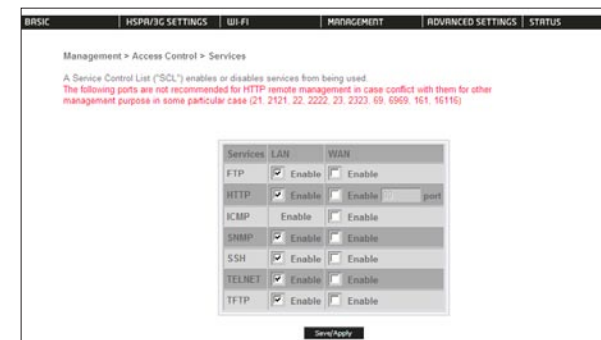 BASIC HSPA/3G SETTINGS WI-FI MANAGEMENT ADVANCED SETTINGS STATUS
Management > Access Control > Services
A Service Control List ("SCL") enables or disables services from being used.
The following ports are not recommended for HTTP remote management in case conflict with them for other
management purpose in some particular case (21, 2121, 22, 2222, 23, 2323, 69, 6969, 161, 16116)
Services LAN WAN
FTP Enable Enable
HTTP Enable Enable port
ICMP Enable Enable
SNMP Enable Enable
SSH Enable Enable
TELNET Enable Enable
TFTP Enable Enable
Save/Apply